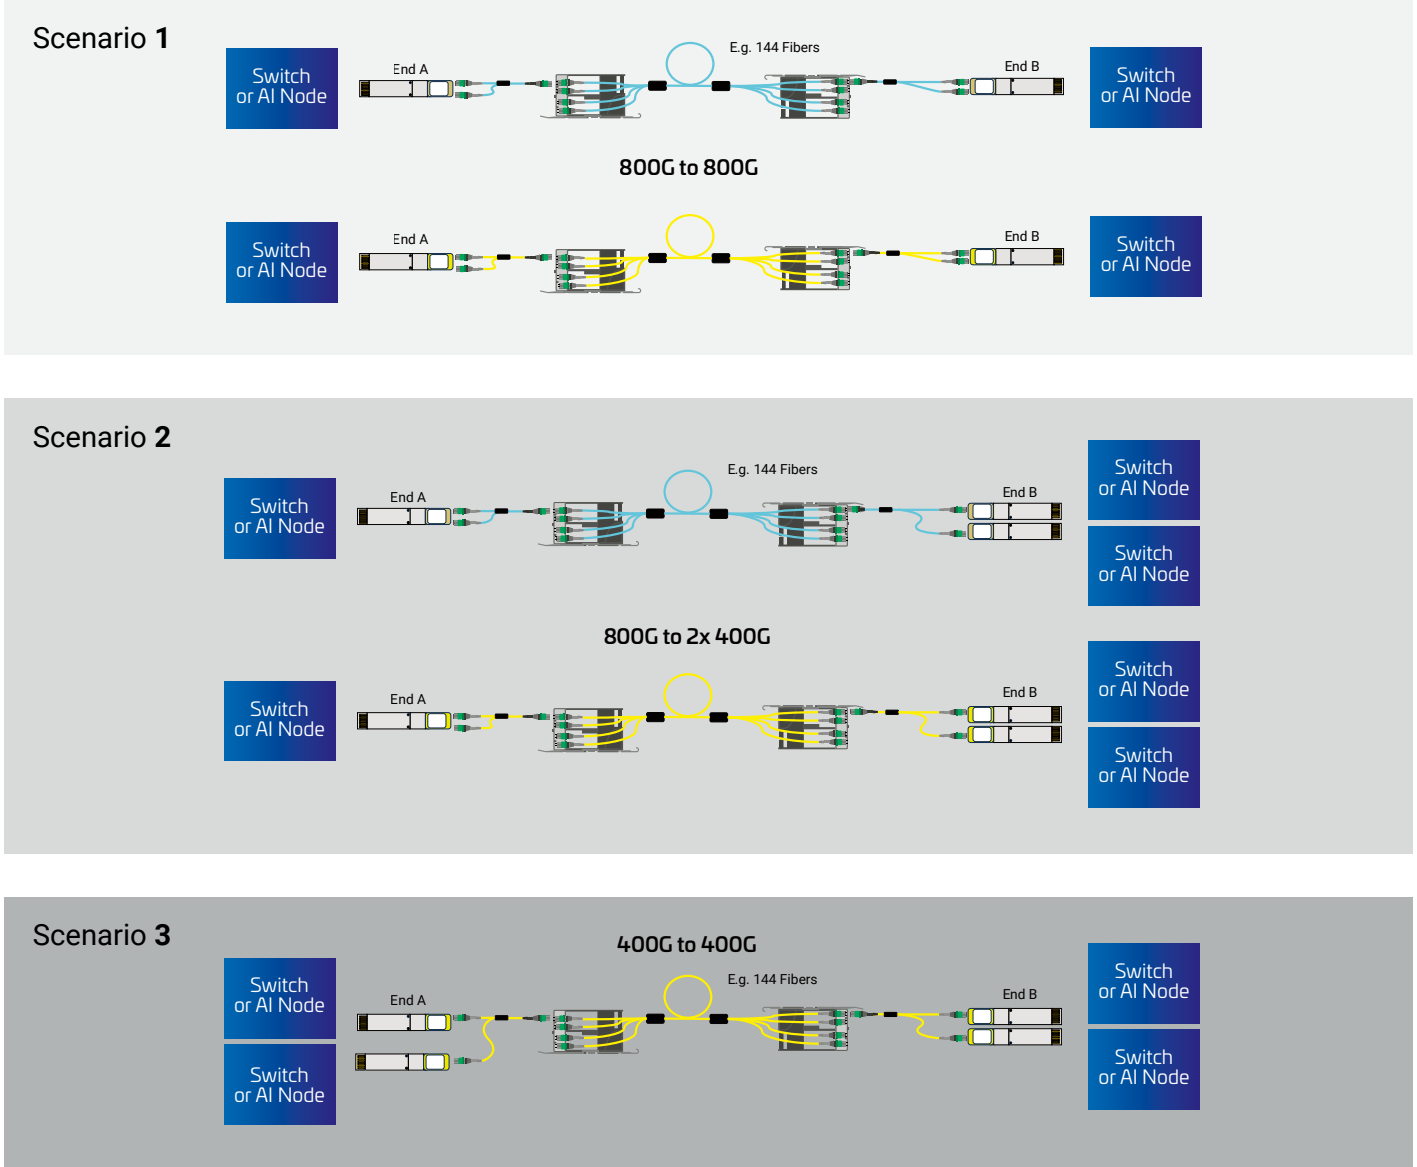 Scenario 1
Switch
or AI Node
End A
E.g. 144 Fibers
End B
Switch
or AI Node
800G to 800G
Switch
or AI Node
End A
End B
Switch
or AI Node
Scenario 2
Switch
or AI Node
End A
E.g. 144 Fibers
End B
Switch
or AI Node
Switch
or AI Node
800G to 2x 400G
Switch
or AI Node
End A
End B
Switch
or AI Node
Switch
or AI Node
Scenario 3
400G to 400G
Switch
or AI Node
Switch
or AI Node
End A
E.g. 144 Fibers
End B
Switch
or AI Node
Switch
or AI Node